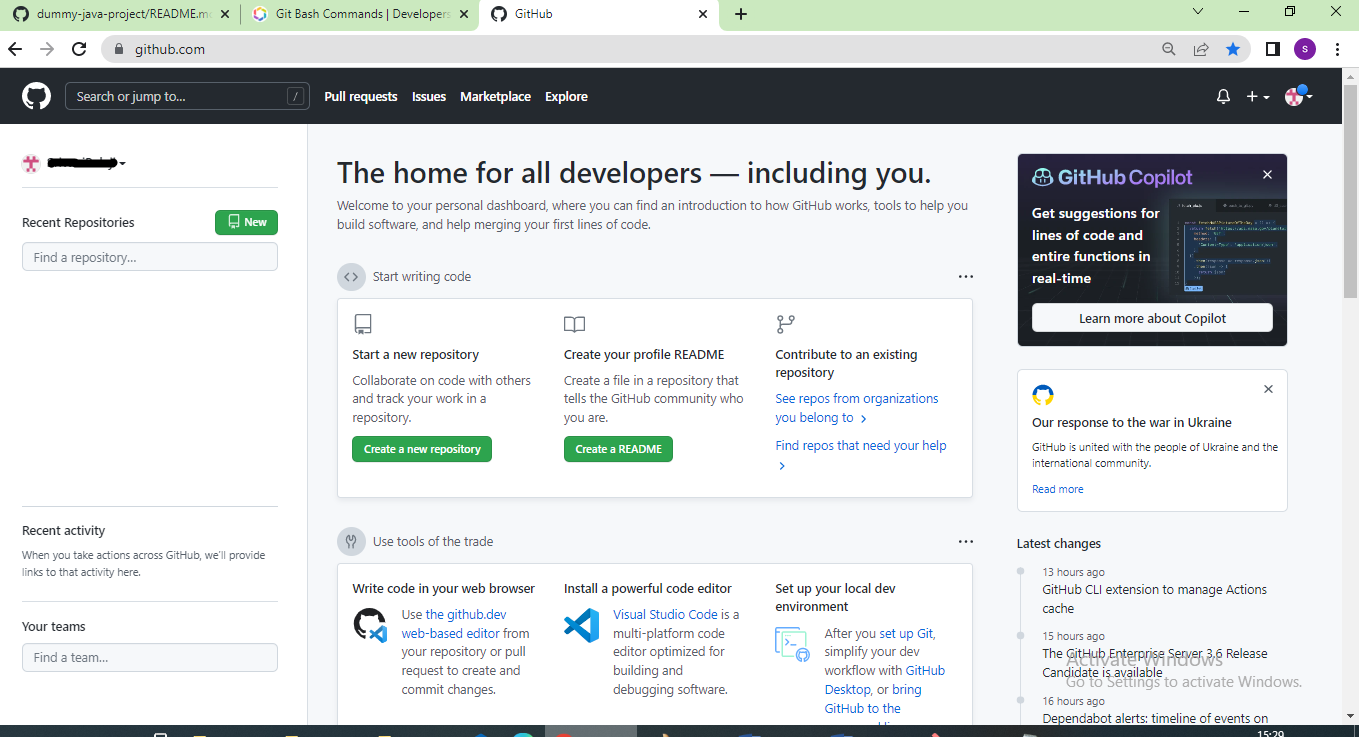 dummy-java-project/README.m
Git Bash Commands | Developers
GitHub
github.com
s
Search or jump to...
/
Pull requests
Issues
Marketplace
Explore
Recent Repositories
New
Find a repository...
Recent activity
When you take actions across GitHub, we'll provide
links to that activity here.
Your teams
Find a team...
The home for all developers — including you.
Welcome to your personal dashboard, where you can find an introduction to how GitHub works, tools to help you
build software, and help merging your first lines of code.
Start writing code
Start a new repository
Collaborate on code with others
and track your work in a
repository.
Create a new repository
Create your profile README
Create a file in a repository that
tells the GitHub community who
you are.
Create a README
Contribute to an existing
repository
See repos from organizations
you belong to
Find repos that need your help
Use tools of the trade
Write code in your web browser
Use the github.dev
web-based editor from
your repository or pull
request to create and
commit changes.
Install a powerful code editor
Visual Studio Code is a
multi-platform code
editor optimized for
building and
debugging software.
Set up your local dev
environment
After you set up Git,
simplify your dev
workflow with GitHub
Desktop, or bring
GitHub to the
GitHub Copilot
Get suggestions for
lines of code and
entire functions in
real-time
Learn more about Copilot
Our response to the war in Ukraine
GitHub is united with the people of Ukraine and the
international community.
Read more
Latest changes
13 hours ago
GitHub CLI extension to manage Actions
cache
15 hours ago
The GitHub Enterprise Server 3.6 Release
Candidate is available
16 hours ago
Dependabot alerts: timeline of events on
Activate Windows
Go to Settings to activate Windows.
15:29